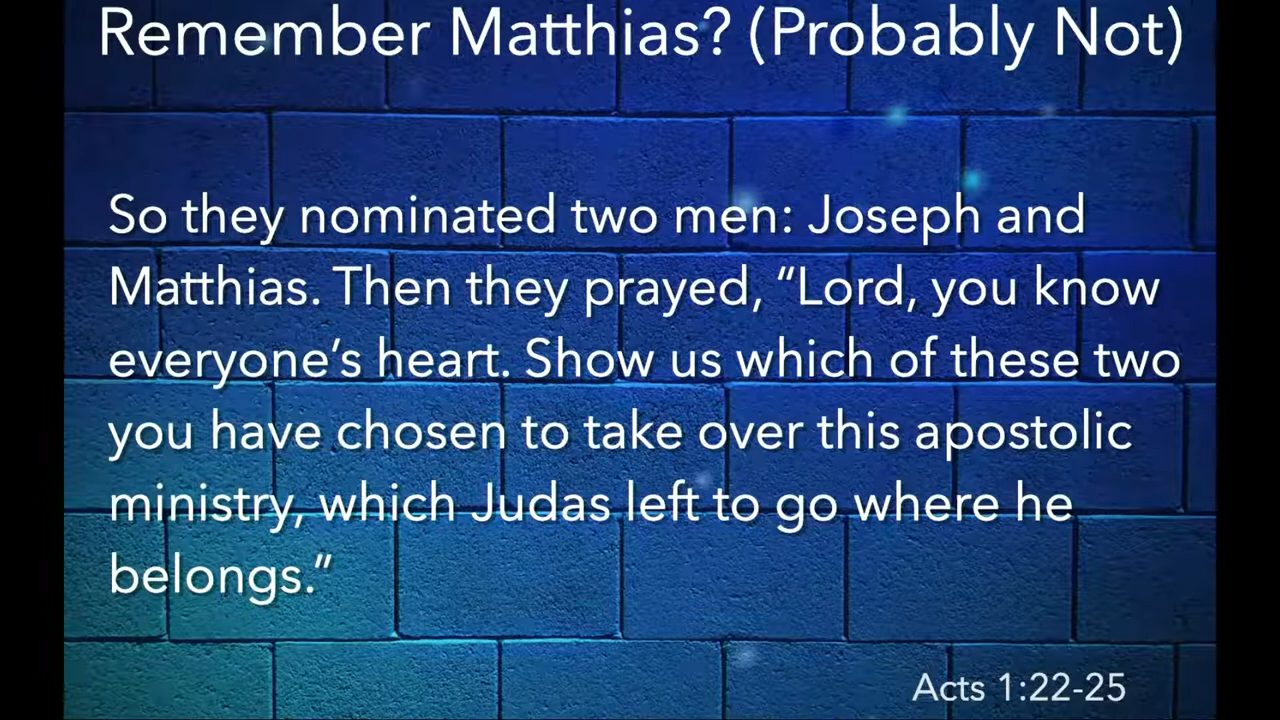 Remember Matthias? (Probably Not)
So they nominated two men: Joseph and
Matthias. Then they prayed, “Lord, you know
everyone’s heart. Show us which of these two
you have chosen to take over this apostolic
ministry, which Judas left to go where he
belongs.”
Acts 1:22-25